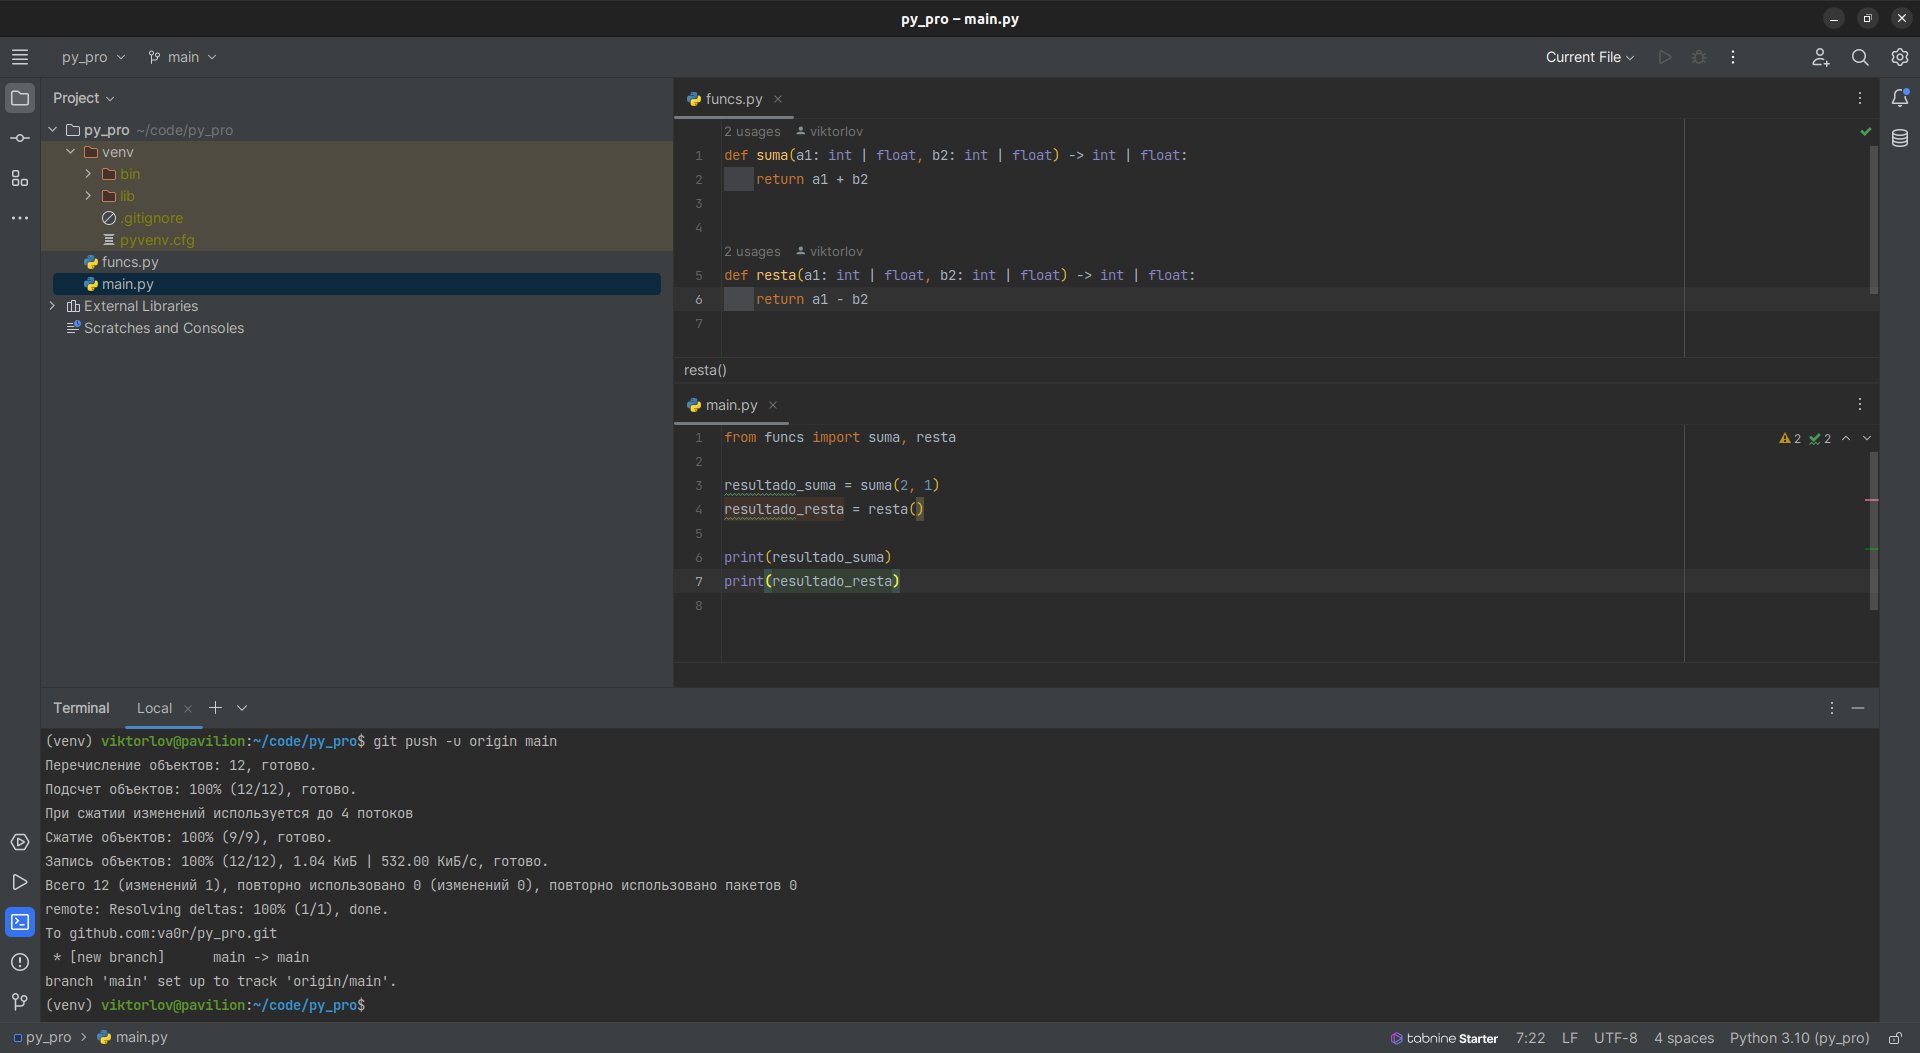 py_pro – main.py
py_pro
main
Current File
Project
py_pro ~/code/py_pro
venv
bin
lib
.gitignore
pyvenv.cfg
funcs.py
main.py
External Libraries
Scratches and Consoles
funcs.py
2 usages viktorlov
1 def suma(a1: int | float, b2: int | float) -> int | float:
2 return a1 + b2
3
4
2 usages viktorlov
5 def resta(a1: int | float, b2: int | float) -> int | float:
6 return a1 - b2
7
resta()
main.py
1 from funcs import suma, resta
2 2
2
3 resultado_suma = suma(2, 1)
4 resultado_resta = resta()
5
6 print(resultado_suma)
7 print(resultado_resta)
8
Terminal
Local
(venv) viktorlov@pavilion:~/code/py_pro$ git push -u origin main
Перечисление объектов: 12, готово.
Подсчет объектов: 100% (12/12), готово.
При сжатии изменений используется до 4 потоков
Сжатие объектов: 100% (9/9), готово.
Запись объектов: 100% (12/12), 1.04 КиБ | 532.00 КиБ/с, готово.
Всего 12 (изменений 1), повторно использовано 0 (изменений 0), повторно использовано пакетов 0
remote: Resolving deltas: 100% (1/1), done.
To github.com:va0r/py_pro.git
* [new branch] main -> main
branch 'main' set up to track 'origin/main'.
(venv) viktorlov@pavilion:~/code/py_pro$
py_pro > main.py
tabnine Starter
7:22
LF
UTF-8
4 spaces
Python 3.10 (py_pro)